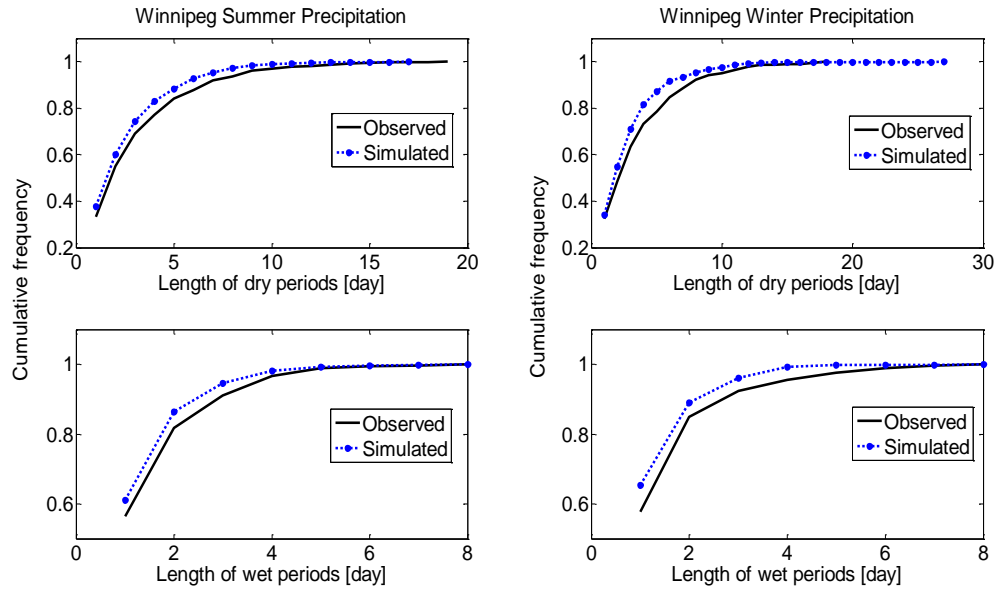 Winnipeg Summer Precipitation
1
0.8
0.6
0.4
0.2
0
5
10
15
20
Observed
Simulated
Length of dry periods [day]
Winnipeg Winter Precipitation
1
0.8
0.6
0.4
0.2
0
10
20
30
Observed
Simulated
Length of dry periods [day]
Cumulative frequency
Cumulative frequency
1
0.8
0.6
0
2
4
6
8
Observed
Simulated
Length of wet periods [day]
1
0.8
0.6
0
2
4
6
8
Observed
Simulated
Length of wet periods [day]